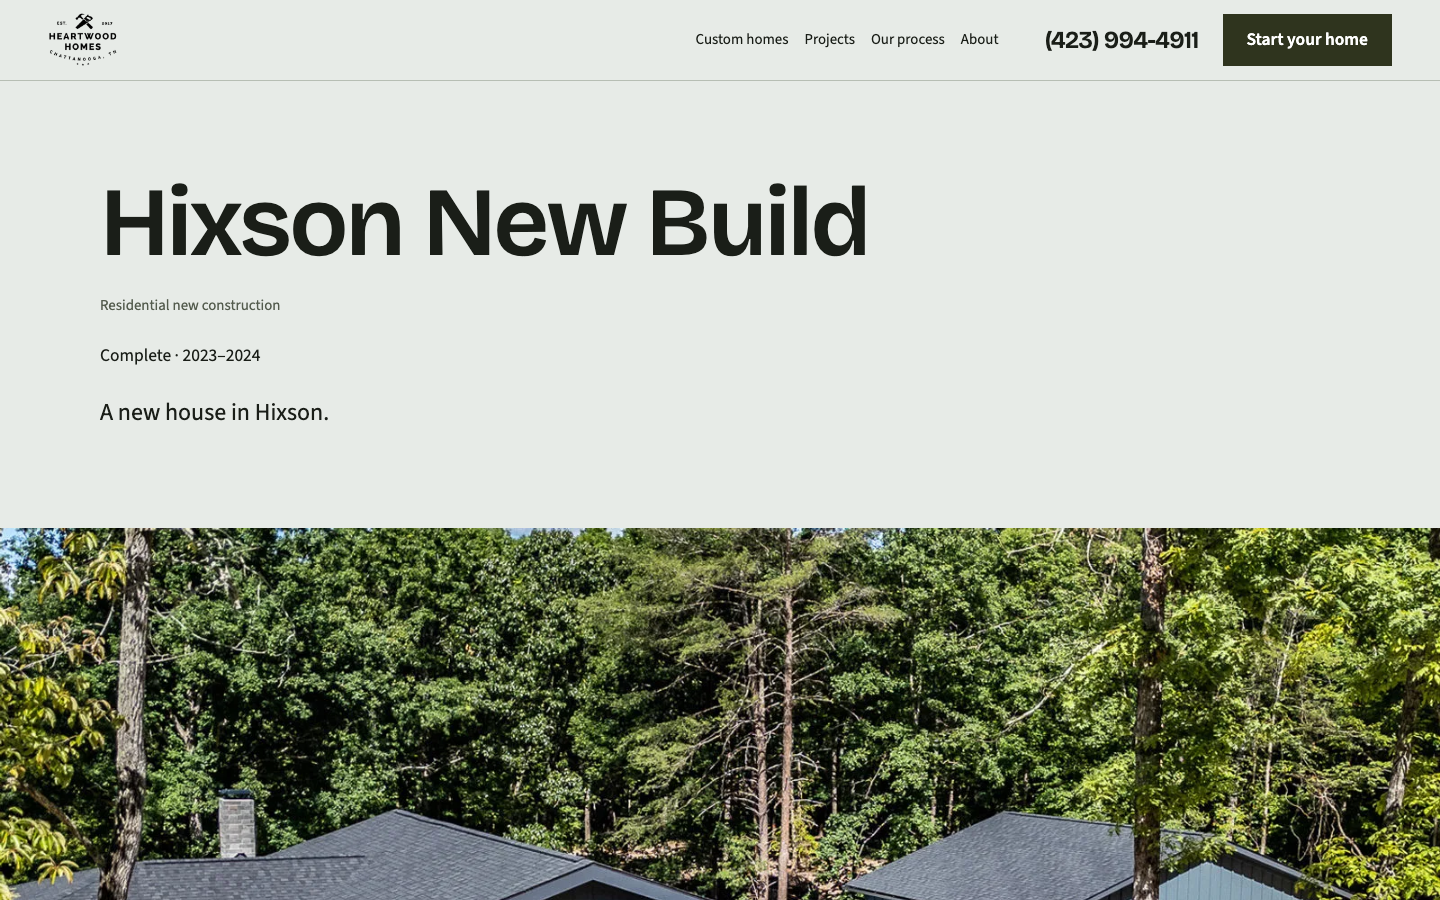 EST. 2017
HEARTWOOD
HOMES
CHATTANOOGA, TN
Custom homes Projects Our process About (423) 994-4911 Start your home
Hixson New Build
Residential new construction
Complete · 2023–2024
A new house in Hixson.